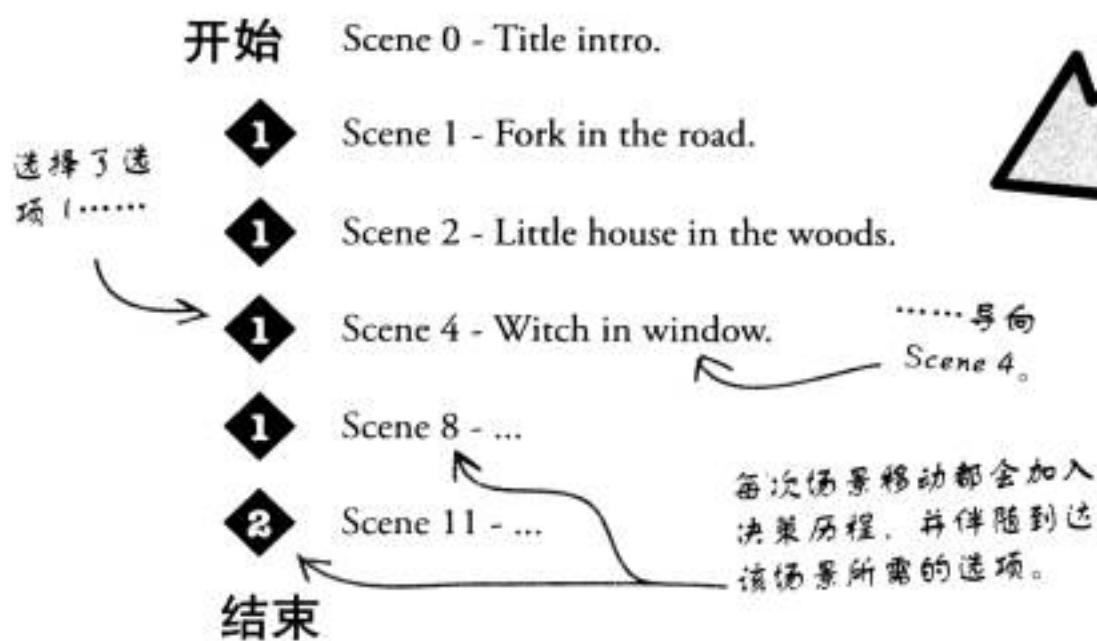 开始 Scene 0 - Title intro.
1 Scene 1 - Fork in the road.
选择了选
项1……
1 Scene 2 - Little house in the woods.
1 Scene 4 - Witch in window.
……导向
Scene 4。
1 Scene 8 - ...
每次场景移动都会加入
决策历程，并伴随到达
该场景所需的选项。
2 Scene 11 - ...
结束